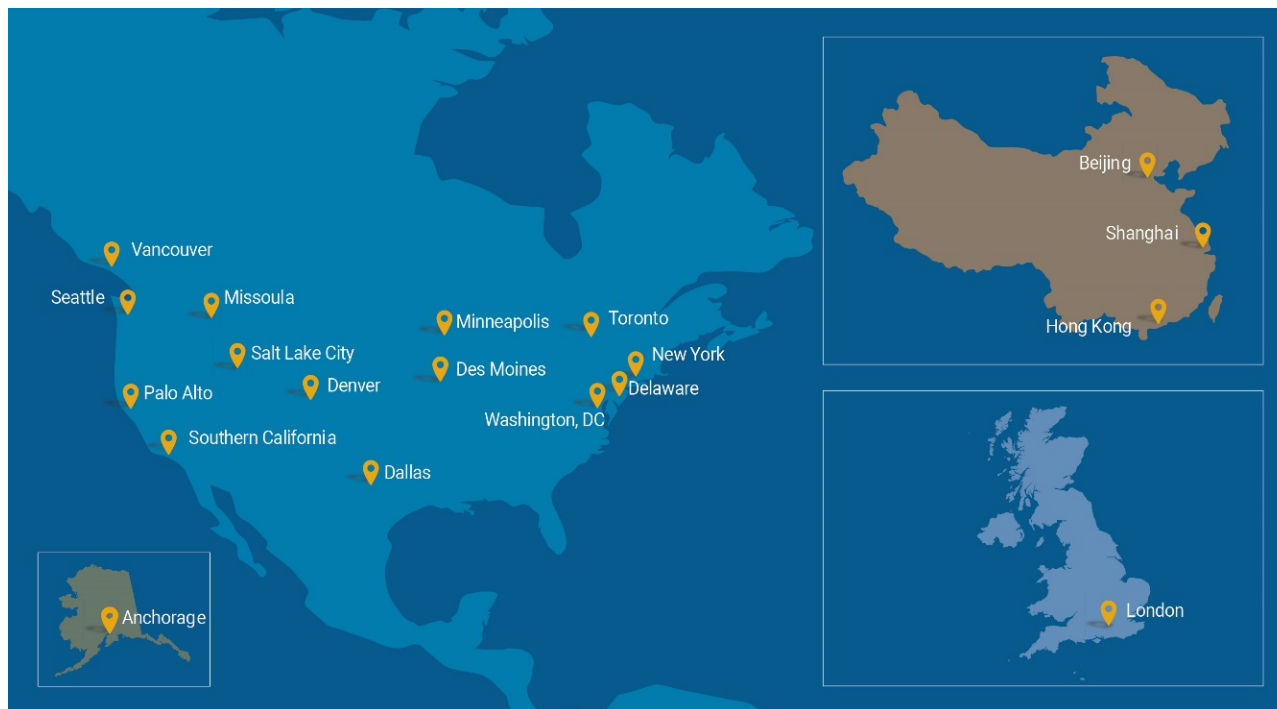 Vancouver
Seattle
Missoula
Minneapolis
Toronto
Salt Lake City
New York
Des Moines
Denver
Delaware
Palo Alto
Washington, DC
Southern California
Dallas
Anchorage
Beijing
Shanghai
Hong Kong
London